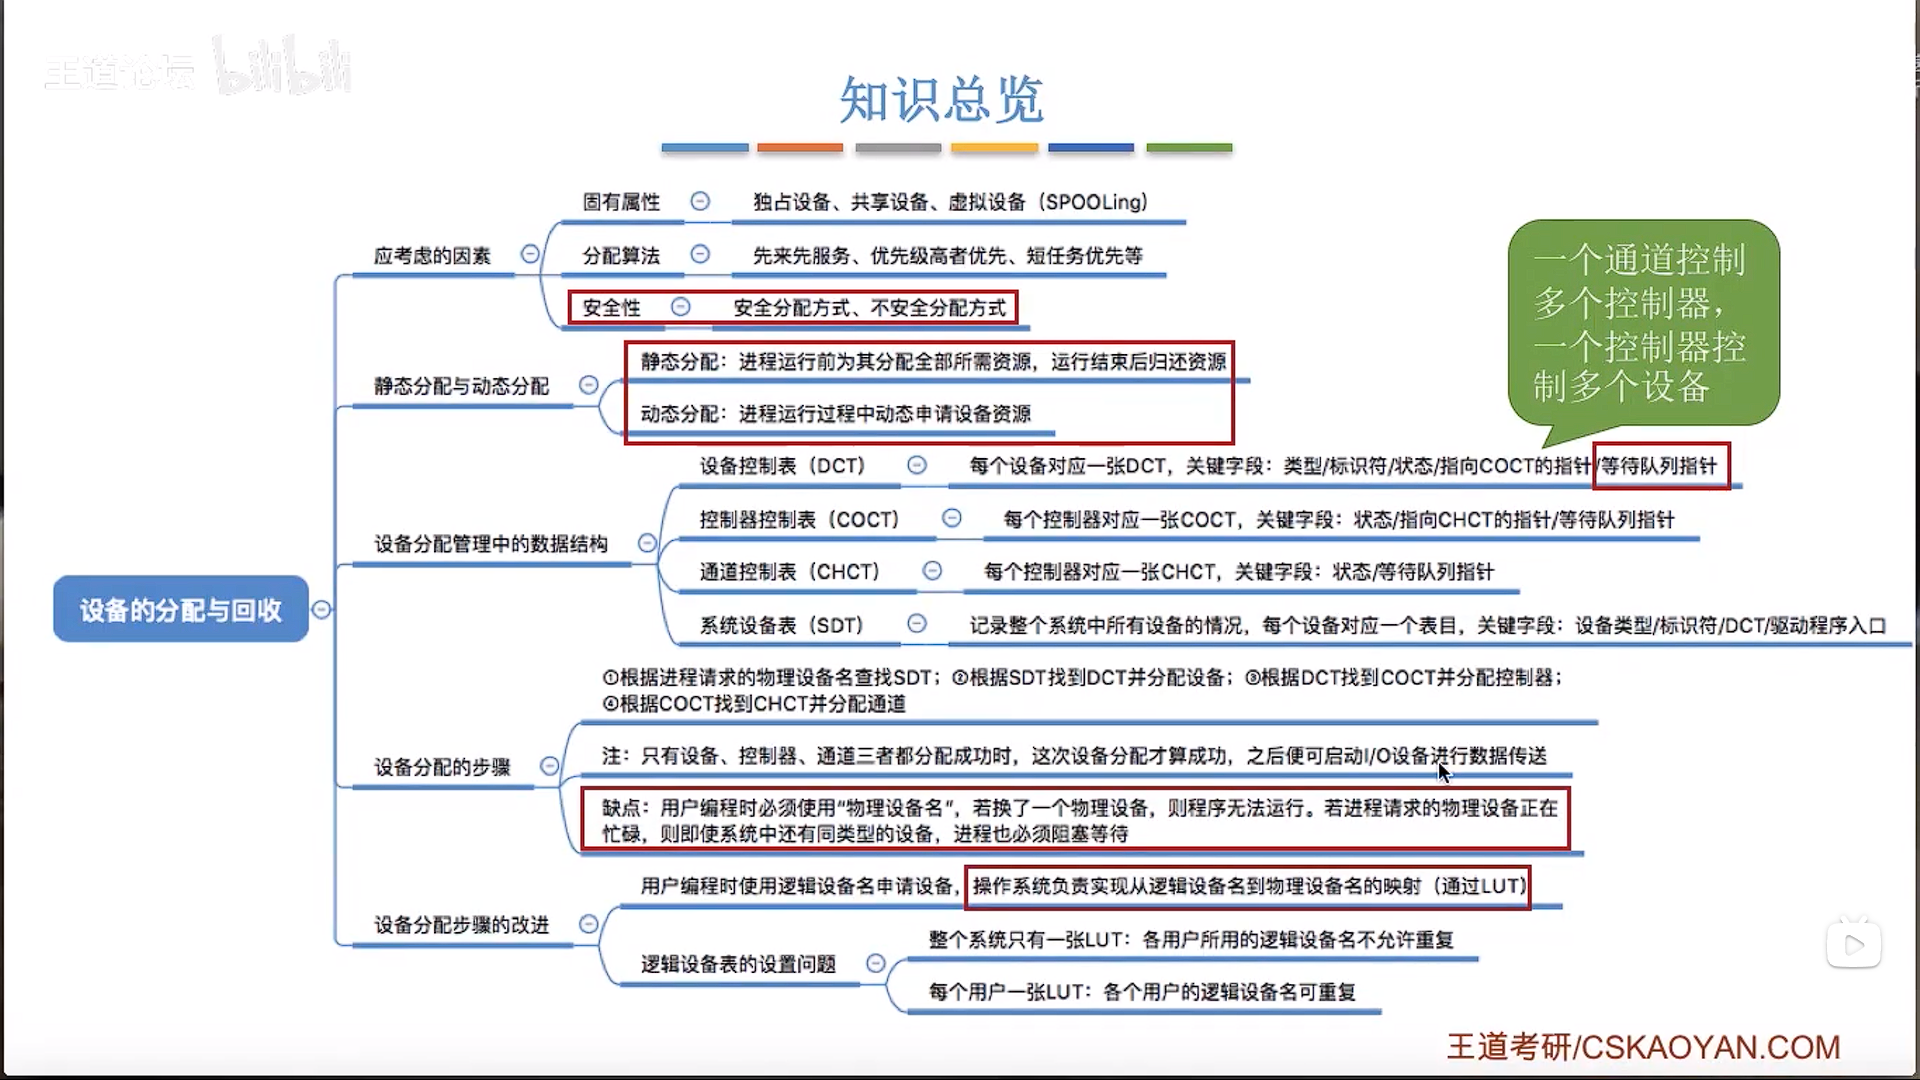 王道论坛 bilibili
知识总览
固有属性
独占设备、共享设备、虚拟设备（SPOOLing）
应考虑的因素
分配算法
先来先服务、优先级高者优先、短任务优先等
安全性
安全分配方式、不安全分配方式
一个通道控制
多个控制器，
一个控制器控
制多个设备
静态分配与动态分配
静态分配：进程运行前为其分配全部所需资源，运行结束后归还资源
动态分配：进程运行过程中动态申请设备资源
设备分配管理中的数据结构
设备控制表（DCT）
每个设备对应一张DCT，关键字段：类型/标识符/状态/指向COCT的指针/等待队列指针
控制器控制表（COCT）
每个控制器对应一张COCT，关键字段：状态/指向CHCT的指针/等待队列指针
通道控制表（CHCT）
每个控制器对应一张CHCT，关键字段：状态/等待队列指针
系统设备表（SDT）
记录整个系统中所有设备的情况，每个设备对应一个表目，关键字段：设备类型/标识符/DCT/驱动程序入口
设备的分配与回收
设备分配的步骤
①根据进程请求的物理设备名查找SDT；②根据SDT找到DCT并分配设备；③根据DCT找到COCT并分配控制器；
④根据COCT找到CHCT并分配通道
注：只有设备、控制器、通道三者都分配成功时，这次设备分配才算成功，之后便可启动I/O设备进行数据传送
缺点：用户编程时必须使用“物理设备名”，若换了一个物理设备，则程序无法运行。若进程请求的物理设备正在
忙碌，则即使系统中还有同类型的设备，进程也必须阻塞等待
设备分配步骤的改进
用户编程时使用逻辑设备名申请设备，操作系统负责实现从逻辑设备名到物理设备名的映射（通过LUT）
逻辑设备表的设置问题
整个系统只有一张LUT：各用户所用的逻辑设备名不允许重复
每个用户一张LUT：各个用户的逻辑设备名可重复
王道考研/CSKAOYAN.COM